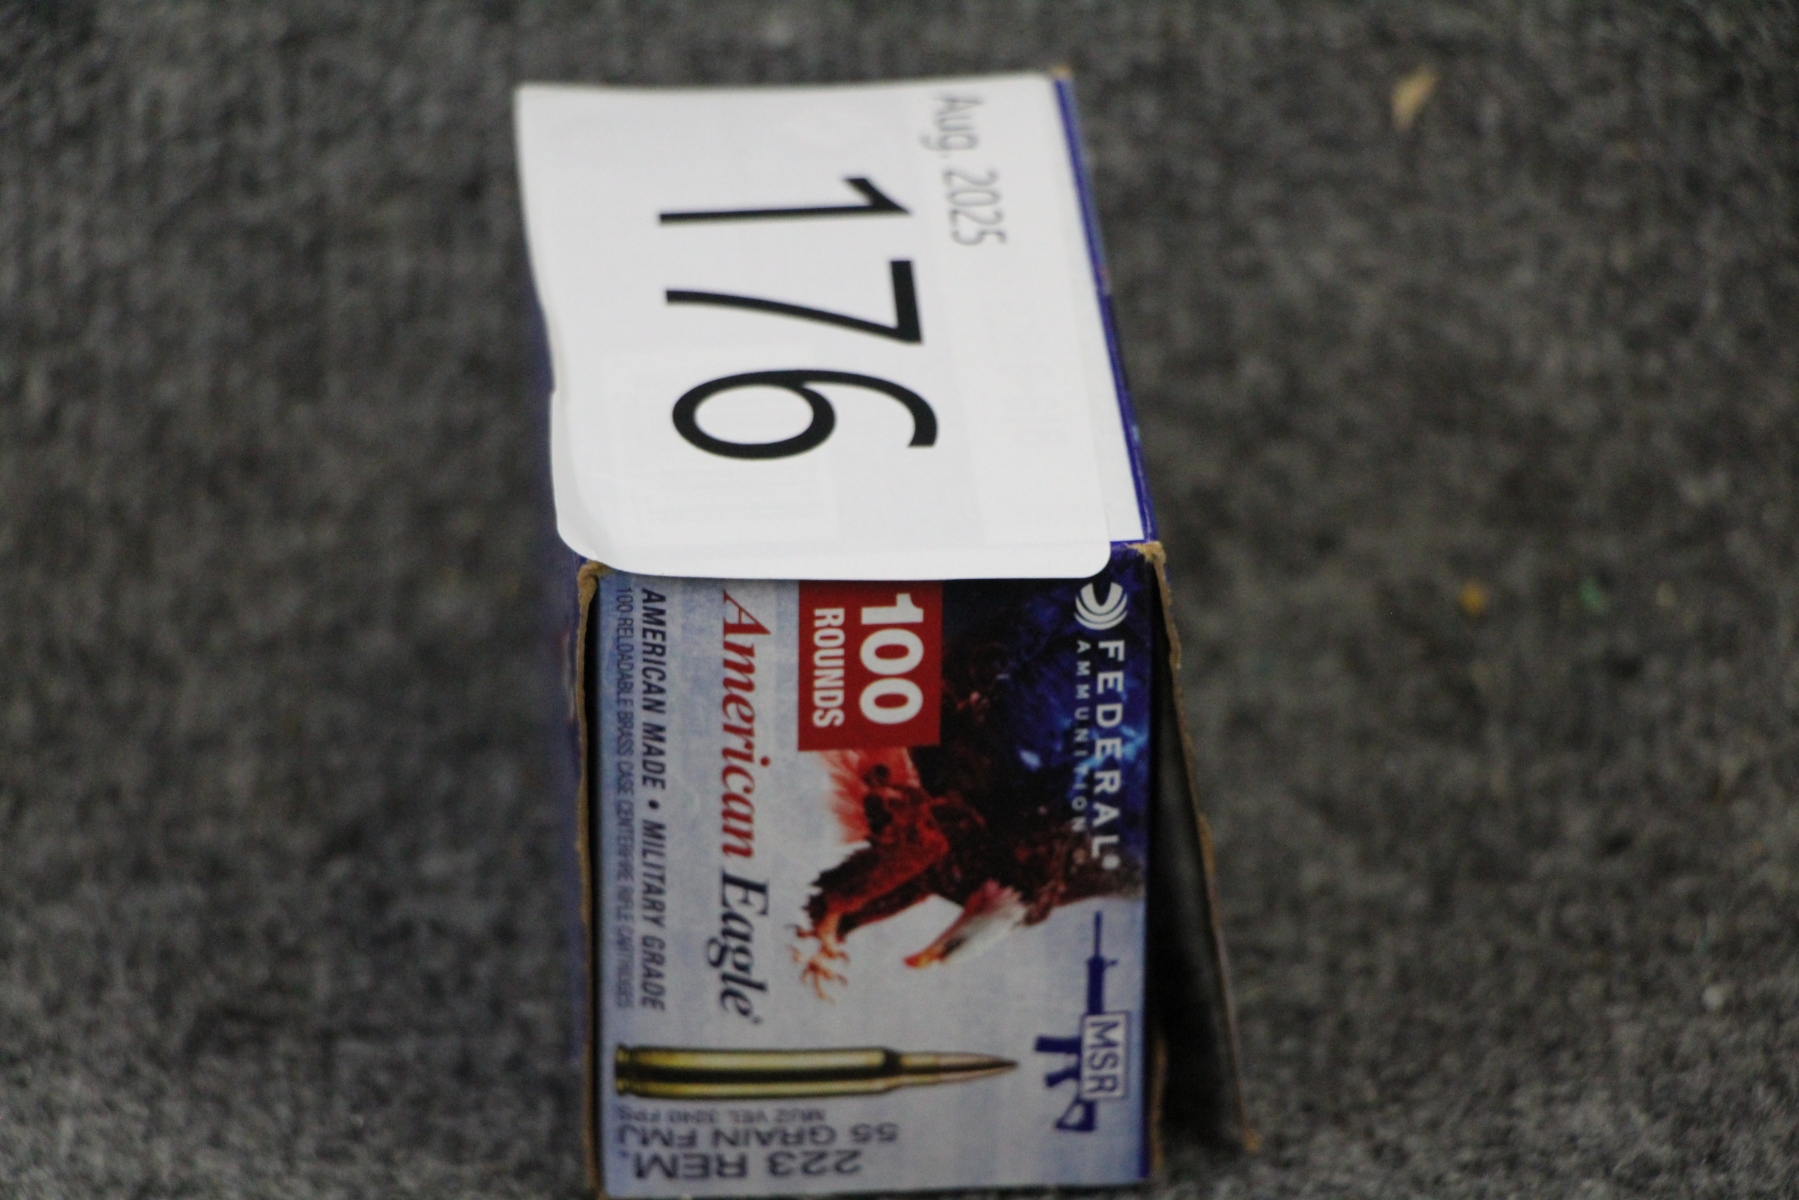 Aug. 2025
176
FEDERAL®
AMMUNITION®
MSR
100
ROUNDS
American Eagle®
AMERICAN MADE • MILITARY GRADE
100 RELOADABLE BRASS CASE CENTERFIRE RIFLE CARTRIDGES
223 REM
55 GRAIN FMJ
MUZ VEL 3240 FPS